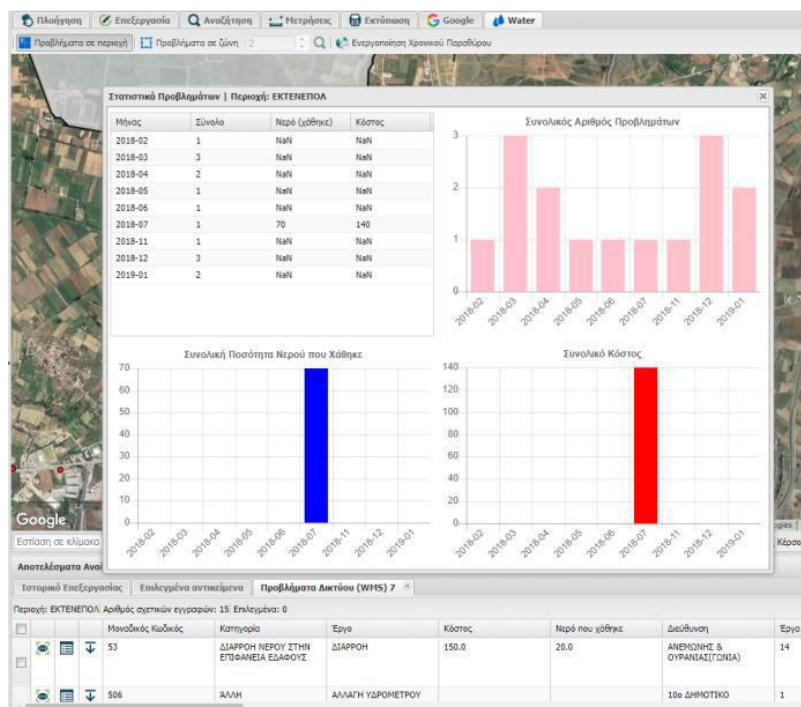 Πλοήγηση Επεξεργασία Αναζήτηση Μετρήσεις Εκτύπωση Google Water
Προβλήματα σε περιοχή Προβλήματα σε ζώνη 2 Ενεργοποίηση Χρονικού Παραθύρου
Στατιστικά Προβλημάτων | Περιοχή: ΕΚΤΕΝΕΠΟΛ
Μήνας Σύνολο Νερό (χάθηκε) Κόστος
2018-02 1 NaN NaN
2018-03 3 NaN NaN
2018-04 2 NaN NaN
2018-05 1 NaN NaN
2018-06 1 NaN NaN
2018-07 1 70 140
2018-11 1 NaN NaN
2018-12 3 NaN NaN
2019-01 2 NaN NaN
Συνολικός Αριθμός Προβλημάτων
3
2
1
0
2018-02 2018-03 2018-04 2018-05 2018-06 2018-07 2018-11 2018-12 2019-01
Συνολική Ποσότητα Νερού που Χάθηκε
70
60
50
40
30
20
10
0
2018-02 2018-03 2018-04 2018-05 2018-06 2018-07 2018-11 2018-12 2019-01
Συνολικό Κόστος
140
120
100
80
60
40
20
0
2018-02 2018-03 2018-04 2018-05 2018-06 2018-07 2018-11 2018-12 2019-01
Google
Εστίαση σε κλίμακα
Αποτελέσματα Αναζ
Ιστορικό Επεξεργασίας Επιλεγμένα αντικείμενα Προβλήματα Δικτύου (WMS) 7
Περιοχή: ΕΚΤΕΝΕΠΟΛ Αριθμός σχετικών εγγραφών: 15 Επιλεγμένα: 0
Μοναδικός Κωδικός Κατηγορία Έργο Κόστος Νερό που χάθηκε Διεύθυνση Έργο
53 ΔΙΑΡΡΟΗ ΝΕΡΟΥ ΣΤΗΝ ΔΙΑΡΡΟΗ 150.0 20.0 ΑΝΕΜΩΝΗΣ & 14
ΕΠΙΦΑΝΕΙΑ ΕΔΑΦΟΥΣ ΟΥΡΑΝΙΑΣ(ΓΩΝΙΑ)
506 ΆΛΛΗ ΑΛΛΑΓΗ ΥΔΡΟΜΕΤΡΟΥ 10ο ΔΗΜΟΤΙΚΟ 1